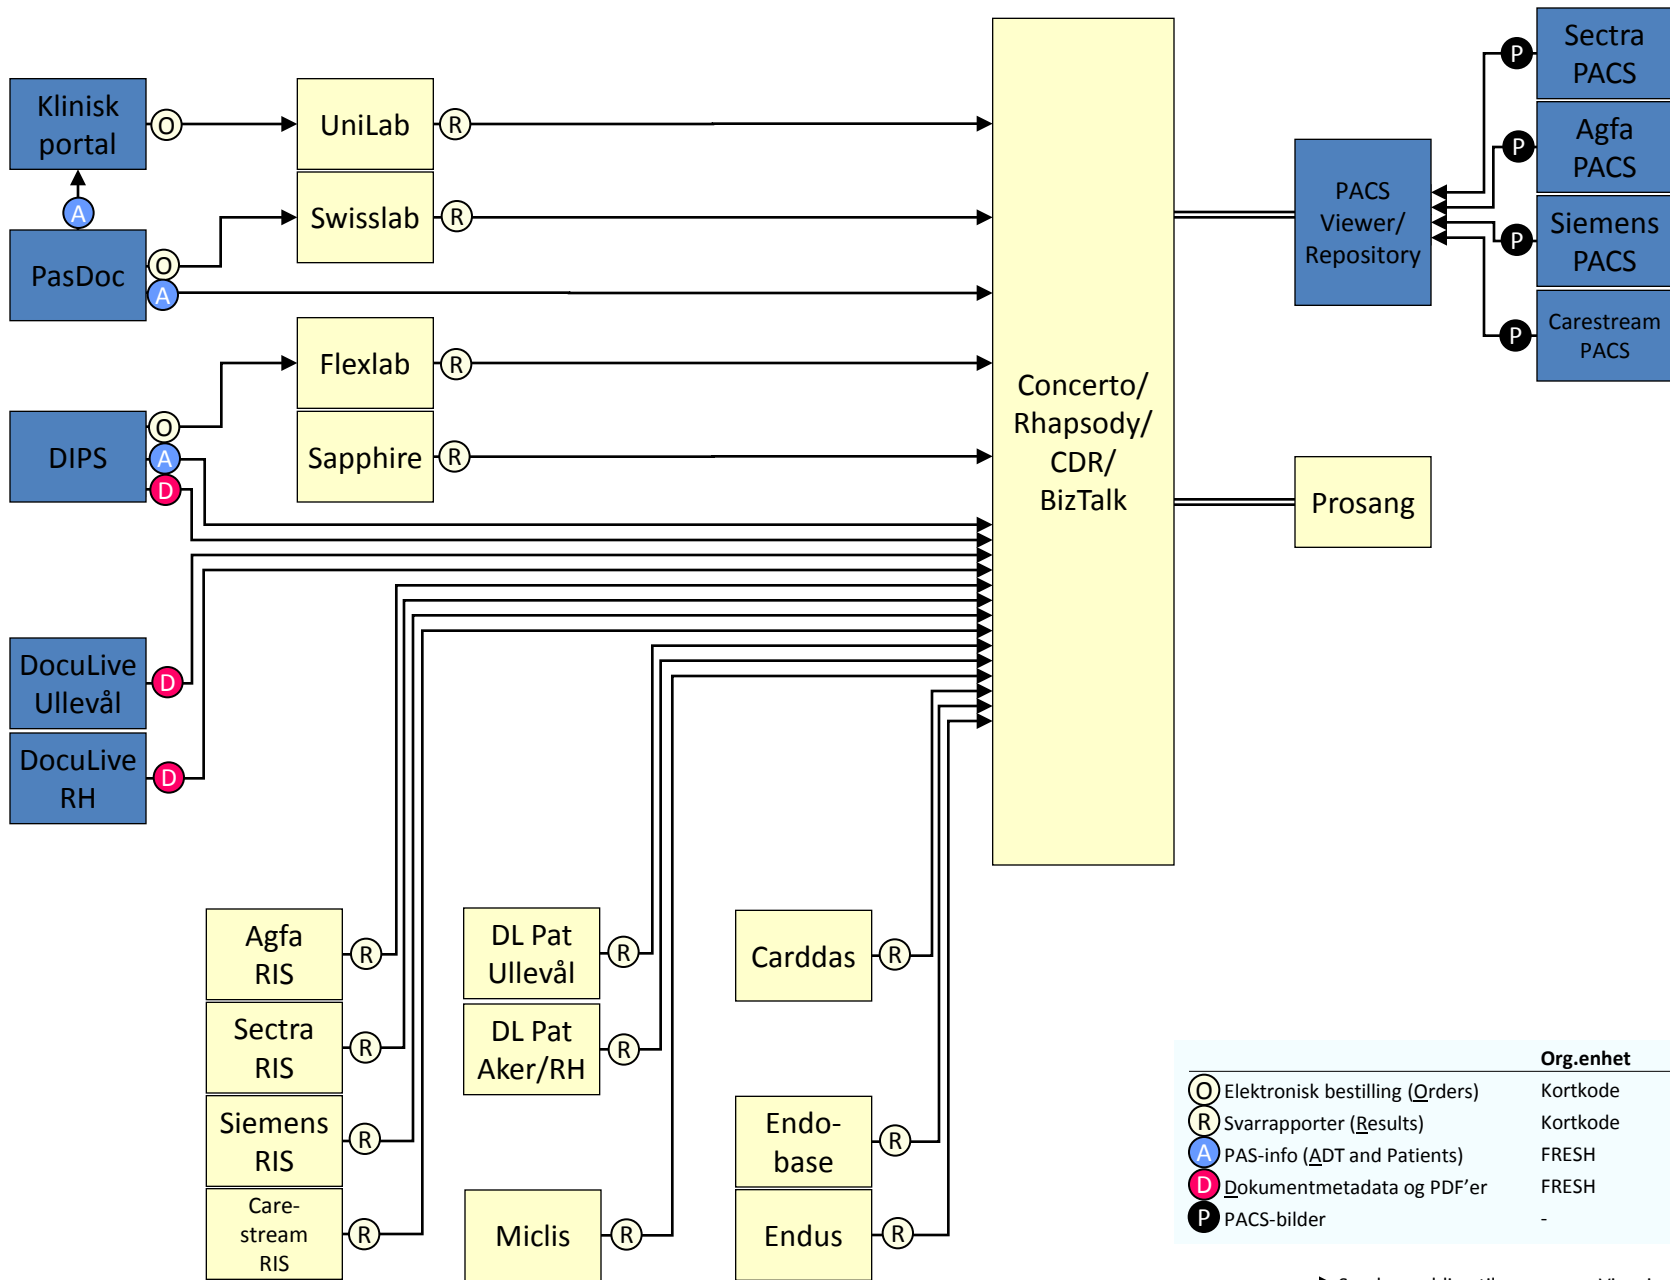 Klinisk
portal
O
UniLab
R
A
PasDoc
O
A
Swisslab
R
DIPS
O
A
D
Flexlab
R
Sapphire
R
DocuLive
Ullevål
D
DocuLive
RH
D
Concerto/
Rhapsody/
CDR/
BizTalk
PACS
Viewer/
Repository
P
Sectra
PACS
P
Agfa
PACS
P
Siemens
PACS
P
Carestream
PACS
Prosang
Agfa
RIS
R
Sectra
RIS
R
Siemens
RIS
R
Care-
stream
RIS
R
DL Pat
Ullevål
R
DL Pat
Aker/RH
R
Miclis
R
Carddas
R
Endo-
base
R
Endus
R
Org.enhet
O Elektronisk bestilling (Orders) Kortkode
R Svarrapporter (Results) Kortkode
A PAS-info (ADT and Patients) FRESH
D Dokumentmetadata og PDF’er FRESH
P PACS-bilder -